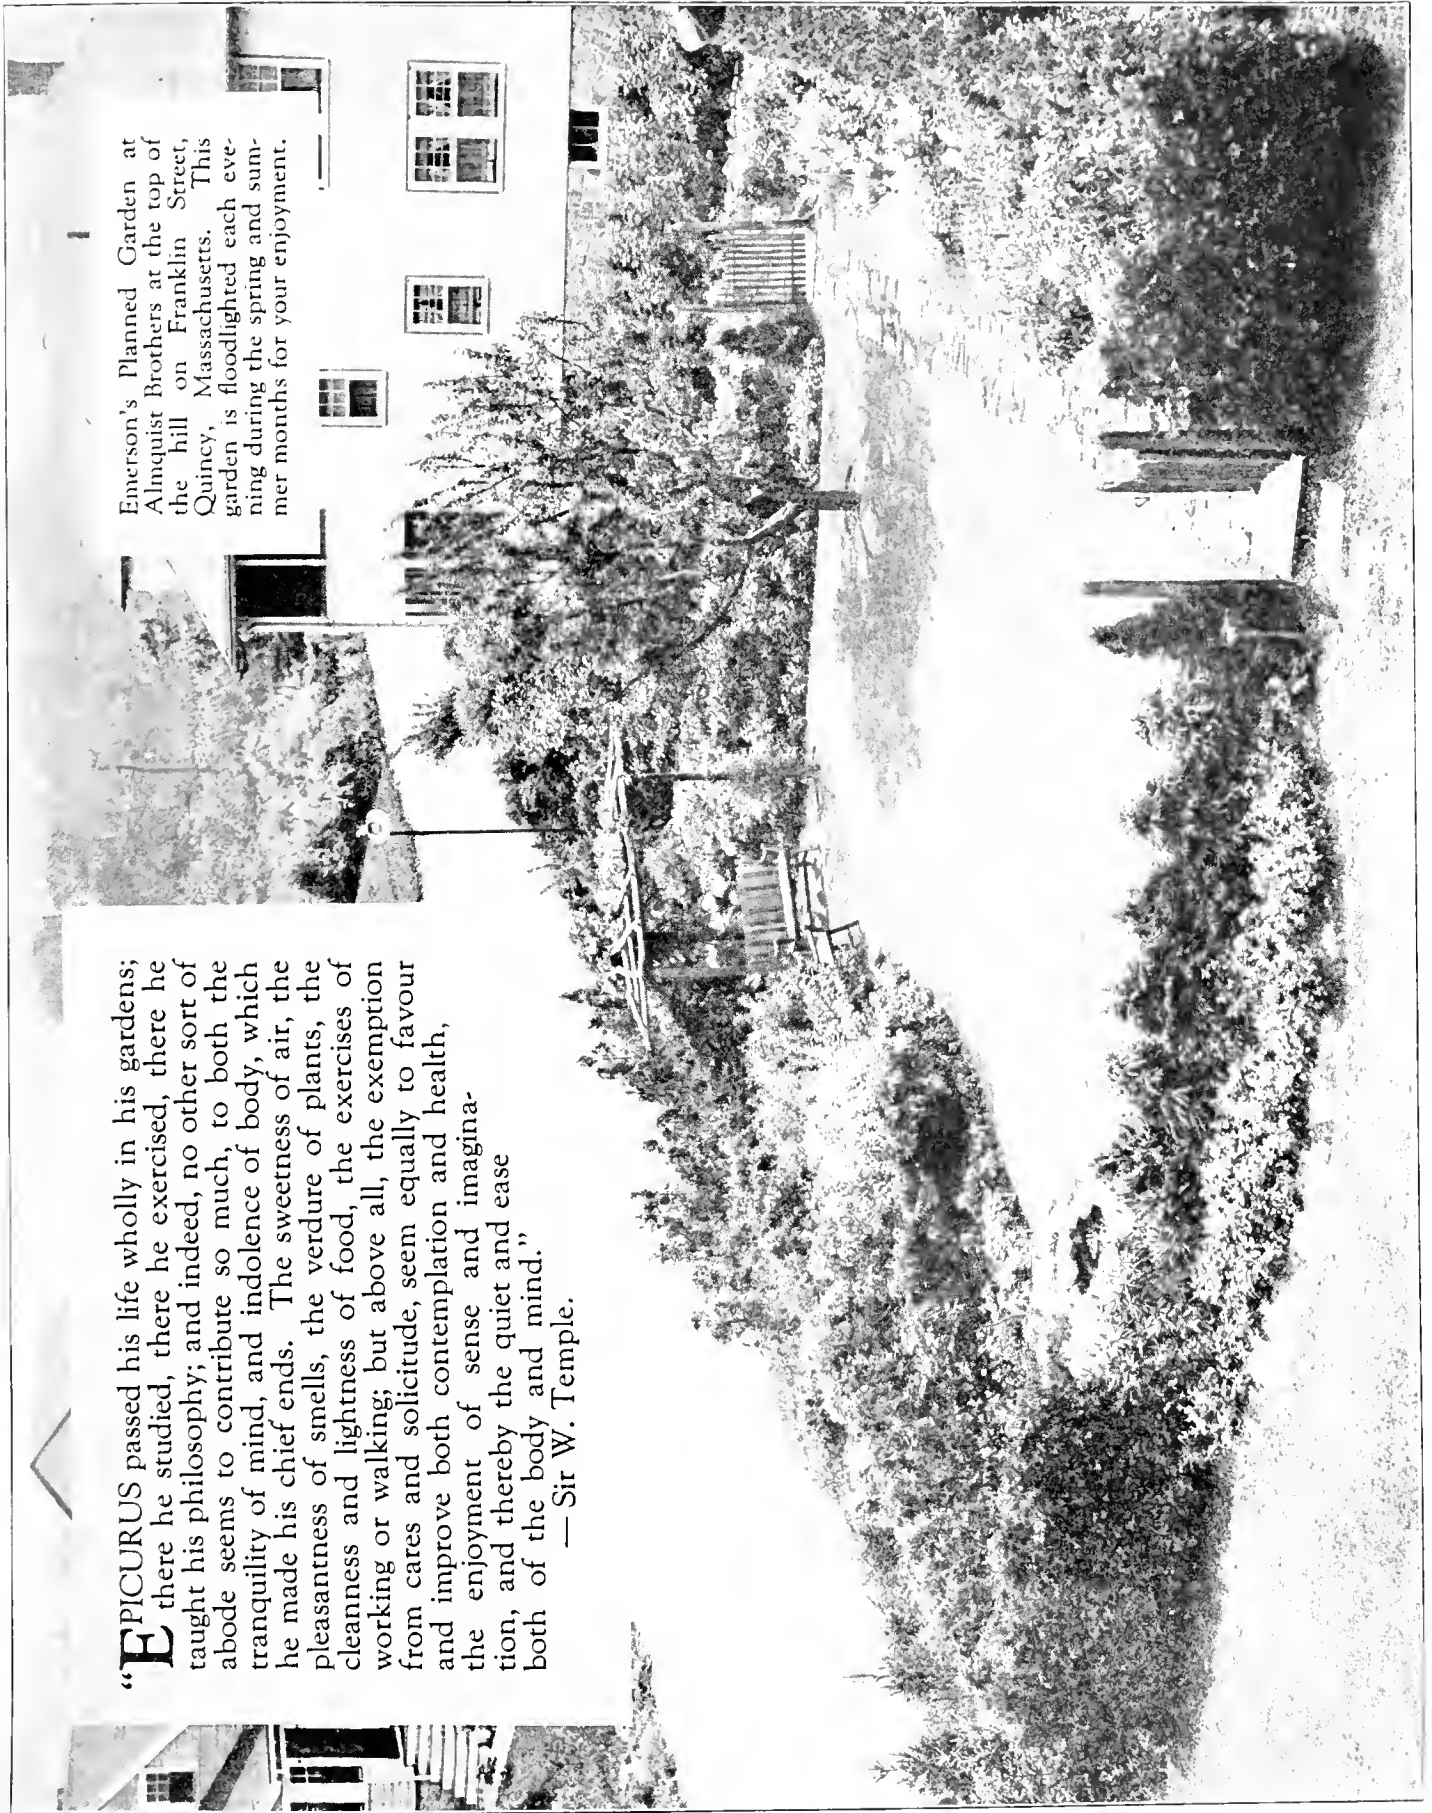 "EPICURUS passed his life wholly in his gardens;
there he studied, there he exercised, there he
taught his philosophy; and indeed, no other sort of
abode seems to contribute so much, to both the
tranquility of mind, and indolence of body, which
he made his chief ends. The sweetness of air, the
pleasantness of smells, the verdure of plants, the
cleanness and lightness of food, the exercises of
working or walking; but above all, the exemption
from cares and solicitude, seem equally to favour
and improve both contemplation and health,
the enjoyment of sense and imagina-
tion, and thereby the quiet and ease
both of the body and mind."
— Sir W. Temple.
Emerson's Planned Garden at
Almquist Brothers at the top of
the hill on Franklin Street,
Quincy, Massachusetts. This
garden is floodlighted each eve-
ning during the spring and sum-
mer months for your enjoyment.